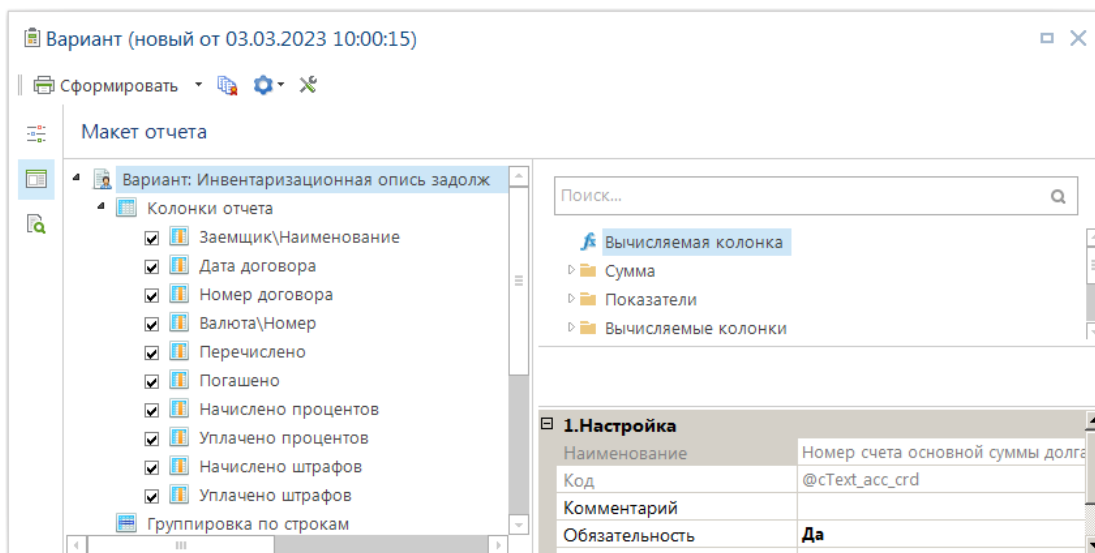 Вариант (новый от 03.03.2023 10:00:15)
Сформировать
Макет отчета
Вариант: Инвентаризационная опись задолж
Колонки отчета
Заемщик\Наименование
Дата договора
Номер договора
Валюта\Номер
Перечислено
Погашено
Начислено процентов
Уплачено процентов
Начислено штрафов
Уплачено штрафов
Группировка по строкам
Поиск...
Вычисляемая колонка
Сумма
Показатели
Вычисляемые колонки
1.Настройка
Наименование Номер счета основной суммы долга
Код @cText_acc_crd
Комментарий
Обязательность Да